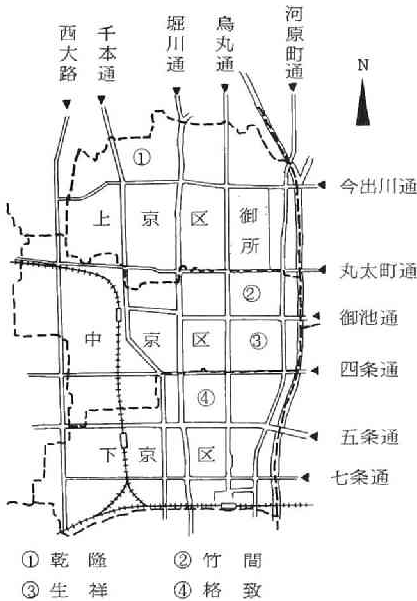 西大路
千本通
堀川通
烏丸通
河原町通
N
①
今出川通
上京区
御所
丸太町通
②
御池通
中京区
③
四条通
④
五条通
下京区
七条通
① 乾隆 ② 竹間
③ 生祥 ④ 格致